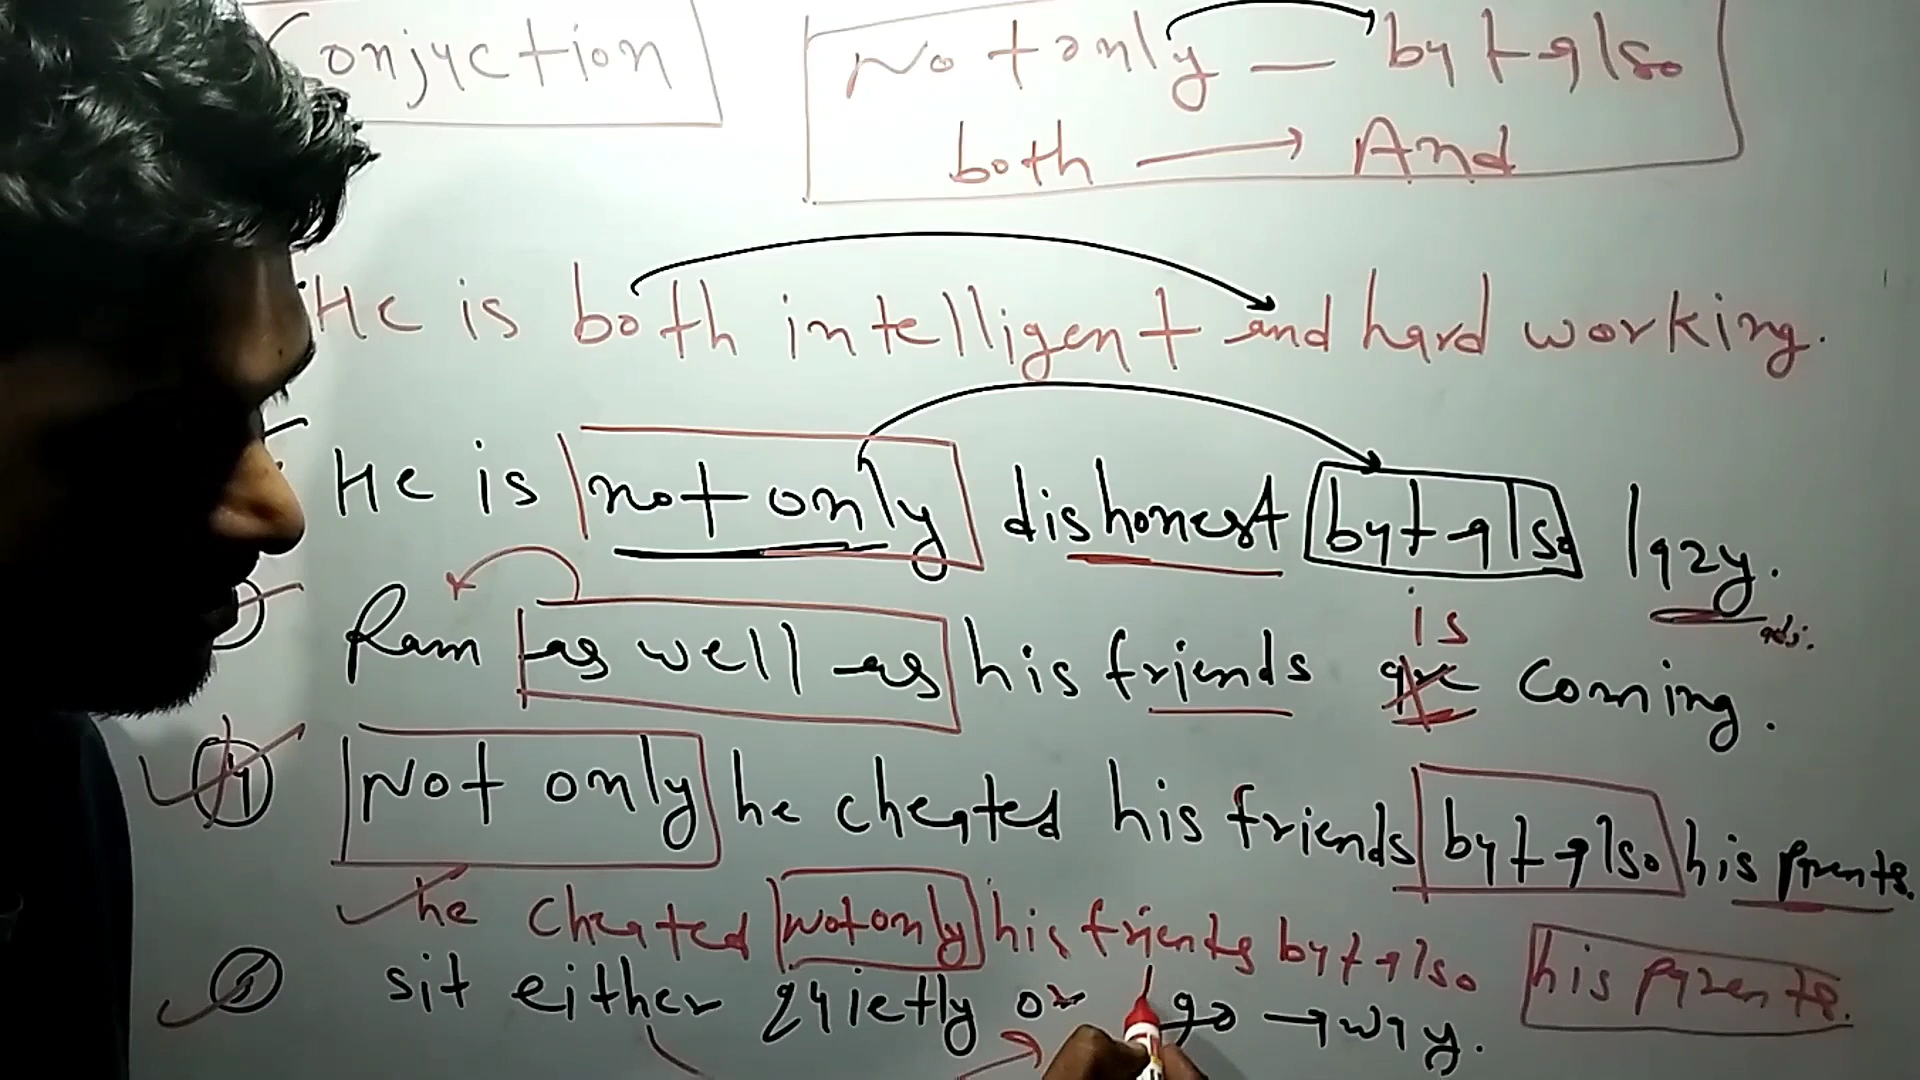 Conjuction
Not only — but also
both → And
He is both intelligent and hard working.
He is not only dishonest but also lazy.
adj.
is
Ram as well as his friends are coming.
4 Not only he cheated his friends but also his parents.
he cheated not only his friends but also his parents.
5 sit either quietly or go away.